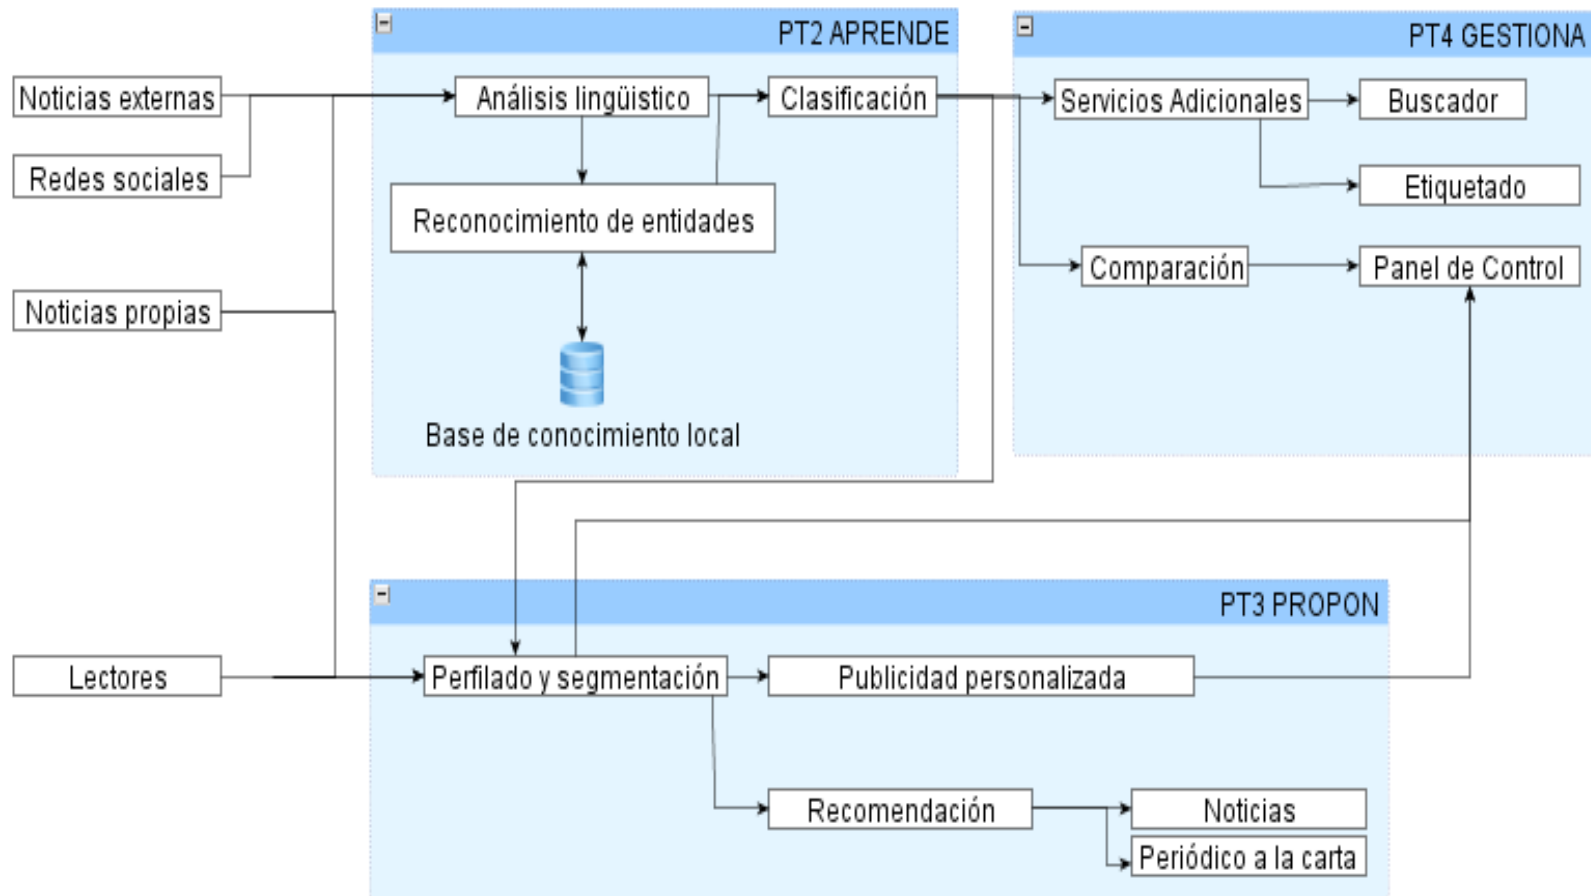 PT2 APRENDE
PT4 GESTIONA
Noticias externas
Análisis lingüistico
Clasificación
Servicios Adicionales
Buscador
Redes sociales
Etiquetado
Reconocimiento de entidades
Comparación
Panel de Control
Noticias propias
Base de conocimiento local
PT3 PROPON
Lectores
Perfilado y segmentación
Publicidad personalizada
Recomendación
Noticias
Periódico a la carta